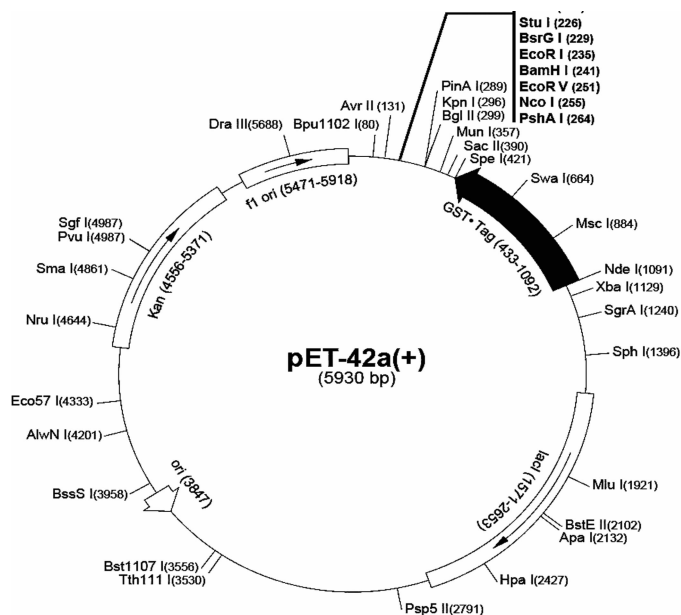 Stu I (226)
BsrG I (229)
EcoR I (235)
BamH I (241)
EcoR V (251)
Nco I (255)
PshA I (264)
PinA I(289)
Kpn I (296)
Bgl II (299)
Mun I(357)
Sac II(390)
Spe I(421)
Avr II (131)
Bpu1102 I(80)
Dra III(5688)
f1 ori (5471-5918)
Swa I(664)
Msc I(884)
GST•Tag (433-1092)
Nde I(1091)
Xba I(1129)
SgrA I(1240)
Sph I(1396)
Sgf I(4987)
Pvu I(4987)
Sma I(4861)
Kan (4556-5371)
Nru I(4644)
pET-42a(+)
(5930 bp)
Eco57 I(4333)
AlwN I(4201)
ori (3847)
BssS I(3958)
lacI (1571-2653)
Mlu I(1921)
BstE II(2102)
Apa I(2132)
Bst1107 I(3556)
Tth111 I(3530)
Hpa I(2427)
Psp5 II(2791)